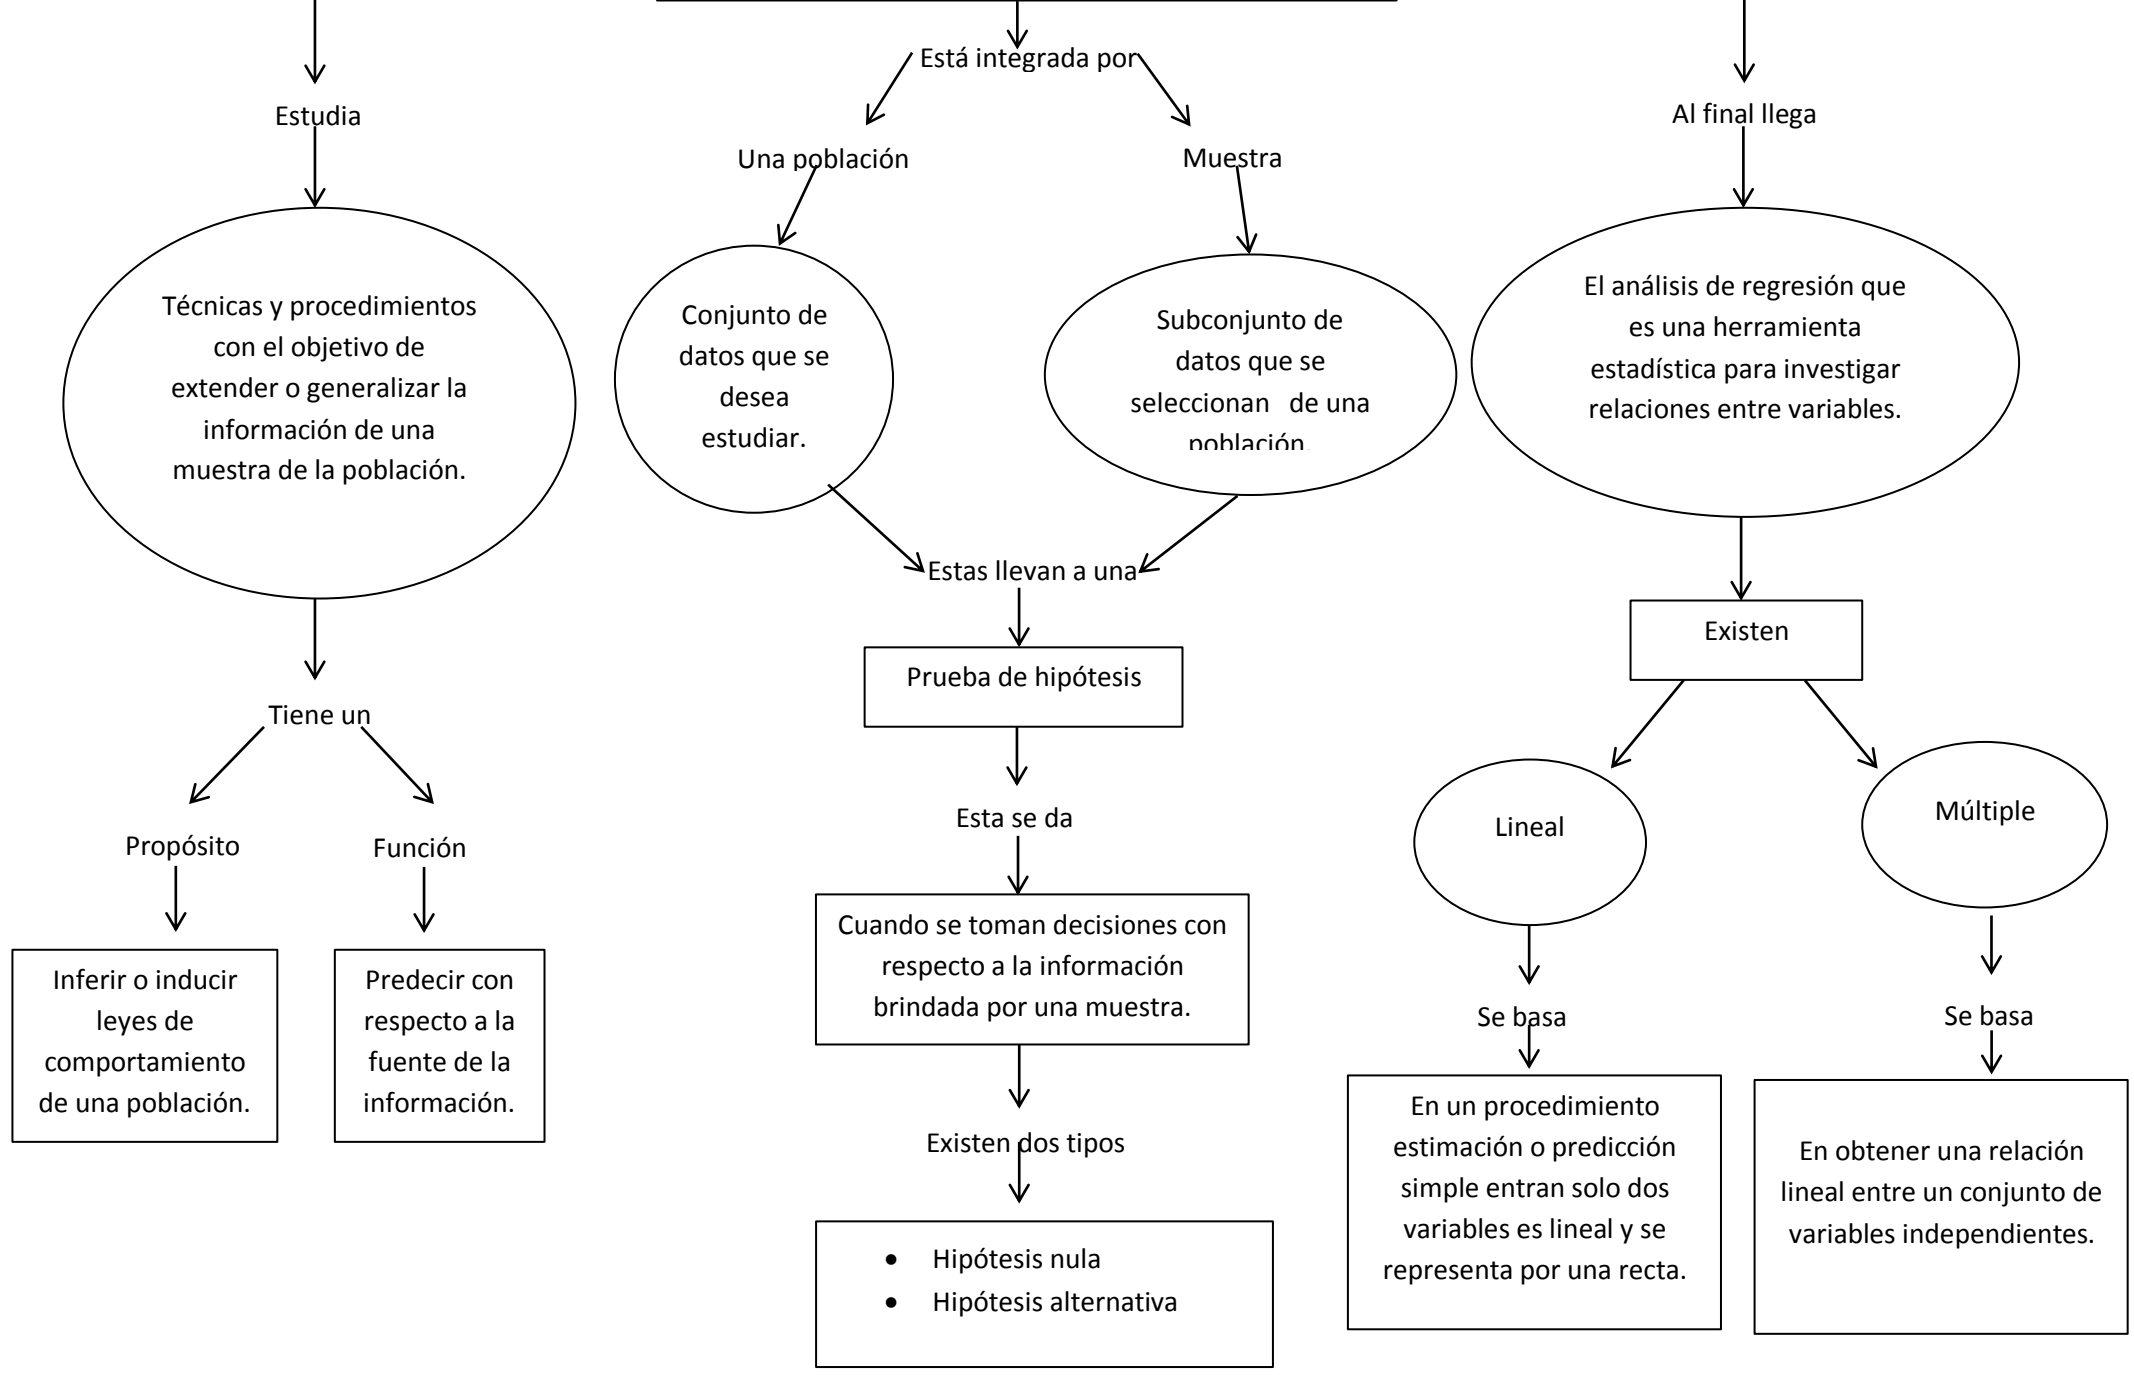 Estudia
Técnicas y procedimientos
con el objetivo de
extender o generalizar la
información de una
muestra de la población.
Tiene un
Propósito
Inferir o inducir
leyes de
comportamiento
de una población.
Función
Predecir con
respecto a la
fuente de la
información.
Está integrada por
Una población
Conjunto de
datos que se
desea
estudiar.
Muestra
Subconjunto de
datos que se
seleccionan de una
población.
Estas llevan a una
Prueba de hipótesis
Esta se da
Cuando se toman decisiones con
respecto a la información
brindada por una muestra.
Existen dos tipos
• Hipótesis nula
• Hipótesis alternativa
Al final llega
El análisis de regresión que
es una herramienta
estadística para investigar
relaciones entre variables.
Existen
Lineal
Se basa
En un procedimiento
estimación o predicción
simple entran solo dos
variables es lineal y se
representa por una recta.
Múltiple
Se basa
En obtener una relación
lineal entre un conjunto de
variables independientes.